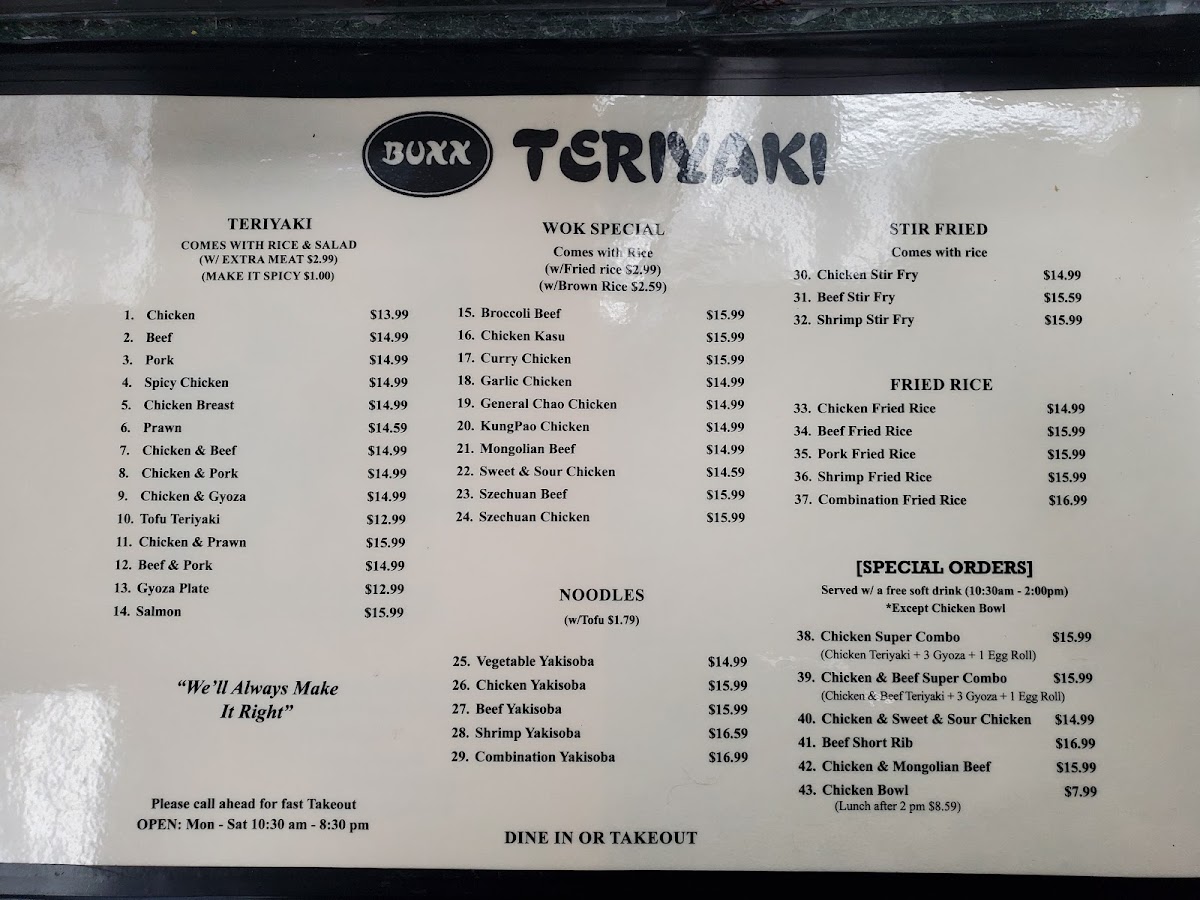 BUXX TERIYAKI
TERIYAKI
COMES WITH RICE & SALAD
(W/ EXTRA MEAT $2.99)
(MAKE IT SPICY $1.00)
1. Chicken $13.99
2. Beef $14.99
3. Pork $14.99
4. Spicy Chicken $14.99
5. Chicken Breast $14.99
6. Prawn $14.59
7. Chicken & Beef $14.99
8. Chicken & Pork $14.99
9. Chicken & Gyoza $14.99
10. Tofu Teriyaki $12.99
11. Chicken & Prawn $15.99
12. Beef & Pork $14.99
13. Gyoza Plate $12.99
14. Salmon $15.99
"We'll Always Make
It Right"
Please call ahead for fast Takeout
OPEN: Mon - Sat 10:30 am - 8:30 pm
WOK SPECIAL
Comes with Rice
(w/Fried rice $2.99)
(w/Brown Rice $2.59)
15. Broccoli Beef $15.99
16. Chicken Kasu $15.99
17. Curry Chicken $15.99
18. Garlic Chicken $14.99
19. General Chao Chicken $14.99
20. KungPao Chicken $14.99
21. Mongolian Beef $14.99
22. Sweet & Sour Chicken $14.59
23. Szechuan Beef $15.99
24. Szechuan Chicken $15.99
NOODLES
(w/Tofu $1.79)
25. Vegetable Yakisoba $14.99
26. Chicken Yakisoba $15.99
27. Beef Yakisoba $15.99
28. Shrimp Yakisoba $16.59
29. Combination Yakisoba $16.99
DINE IN OR TAKEOUT
STIR FRIED
Comes with rice
30. Chicken Stir Fry $14.99
31. Beef Stir Fry $15.59
32. Shrimp Stir Fry $15.99
FRIED RICE
33. Chicken Fried Rice $14.99
34. Beef Fried Rice $15.99
35. Pork Fried Rice $15.99
36. Shrimp Fried Rice $15.99
37. Combination Fried Rice $16.99
[SPECIAL ORDERS]
Served w/ a free soft drink (10:30am - 2:00pm)
*Except Chicken Bowl
38. Chicken Super Combo $15.99
(Chicken Teriyaki + 3 Gyoza + 1 Egg Roll)
39. Chicken & Beef Super Combo $15.99
(Chicken & Beef Teriyaki + 3 Gyoza + 1 Egg Roll)
40. Chicken & Sweet & Sour Chicken $14.99
41. Beef Short Rib $16.99
42. Chicken & Mongolian Beef $15.99
43. Chicken Bowl $7.99
(Lunch after 2 pm $8.59)